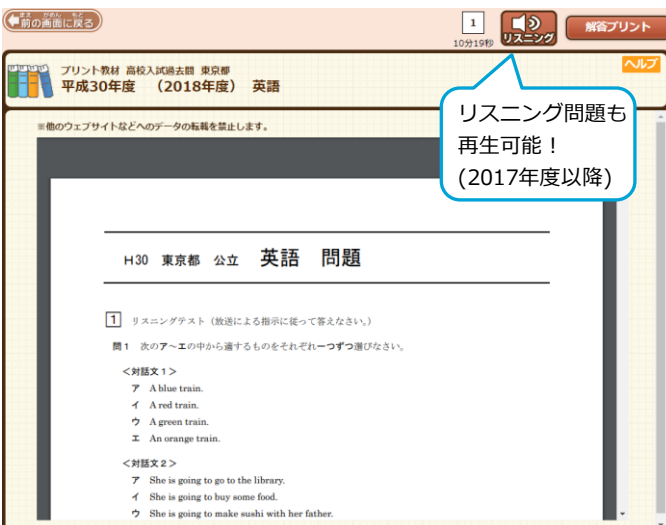 前の画面に戻る
まえ がめん もど
1
10分19秒
リスニング
解答プリント
プリント教材 高校入試過去問 東京都
平成30年度 (2018年度) 英語
ヘルプ
リスニング問題も
再生可能！
(2017年度以降)
※他のウェブサイトなどへのデータの転載を禁止します。
H30 東京都 公立 英語 問題
1 リスニングテスト（放送による指示に従って答えなさい。）
問1 次のア～エの中から適するものをそれぞれ一つずつ選びなさい。
＜対話文1＞
ア A blue train.
イ A red train.
ウ A green train.
エ An orange train.
＜対話文2＞
ア She is going to go to the library.
イ She is going to buy some food.
ウ She is going to make sushi with her father.